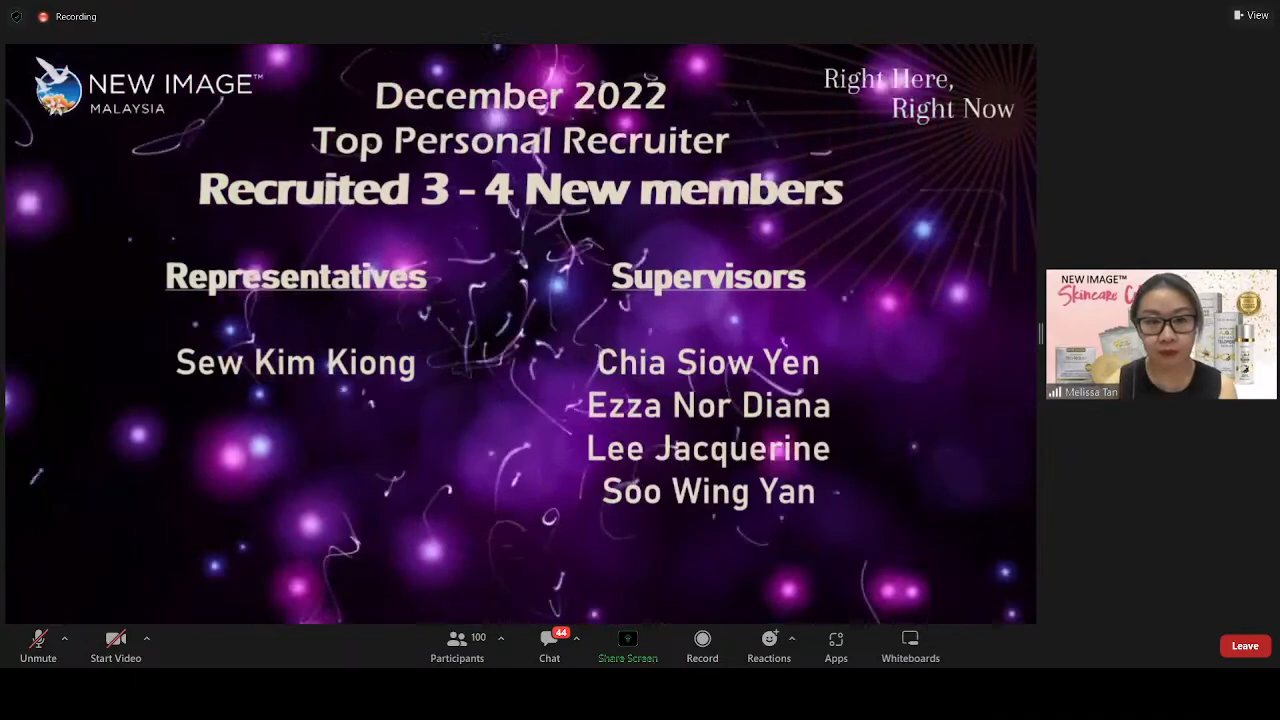 Recording
View
NEW IMAGE™
MALAYSIA
Right Here,
Right Now
December 2022
Top Personal Recruiter
Recruited 3 - 4 New members
Representatives
Sew Kim Kiong
Supervisors
Chia Siow Yen
Ezza Nor Diana
Lee Jacquerine
Soo Wing Yan
NEW IMAGE™
Skincare
Melissa Tan
Unmute
Start Video
100
Participants
44
Chat
Share Screen
Record
Reactions
Apps
Whiteboards
Leave